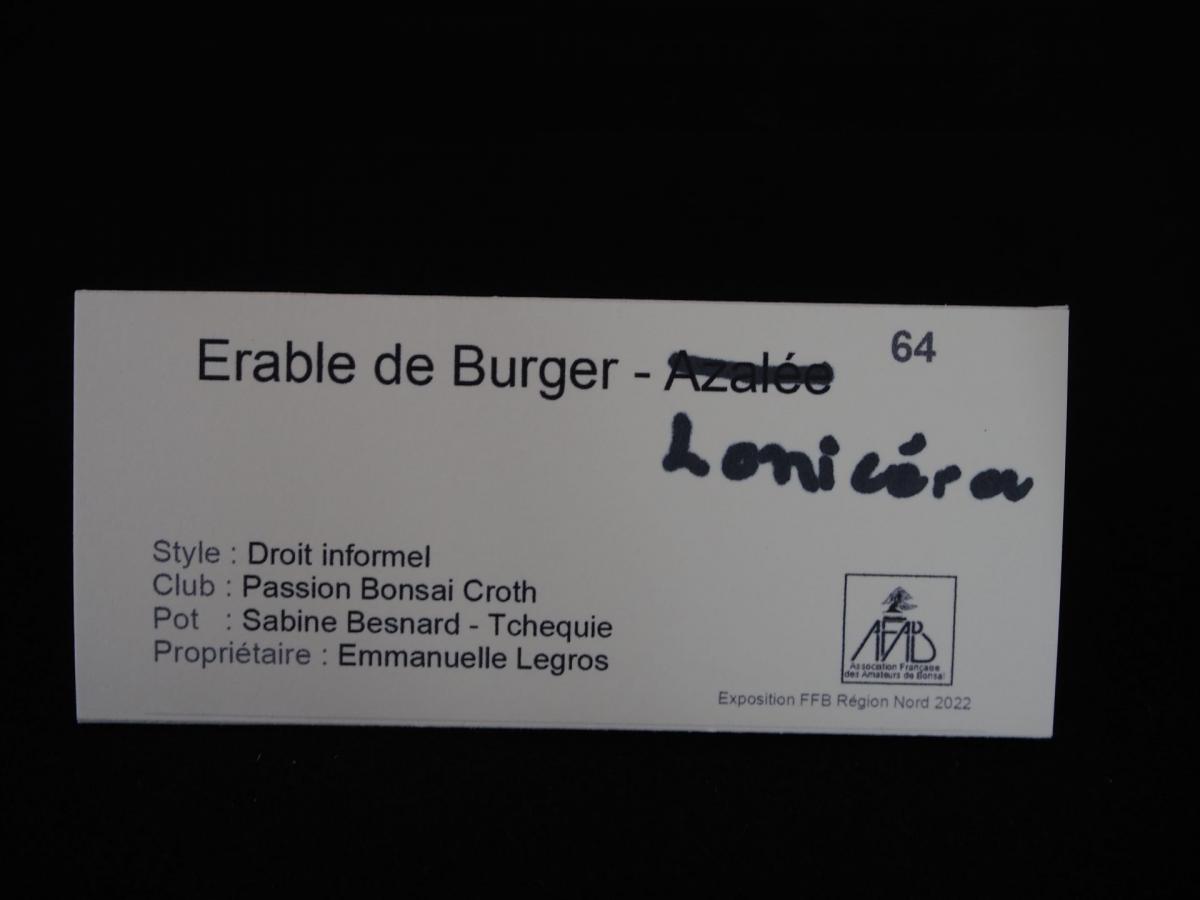 Erable de Burger - Azalée
64
Lonicéra
Style : Droit informel
Club : Passion Bonsai Croth
Pot : Sabine Besnard - Tchequie
Propriétaire : Emmanuelle Legros
AFAB
Association Française
des Amateurs de Bonsaï
Exposition FFB Région Nord 2022